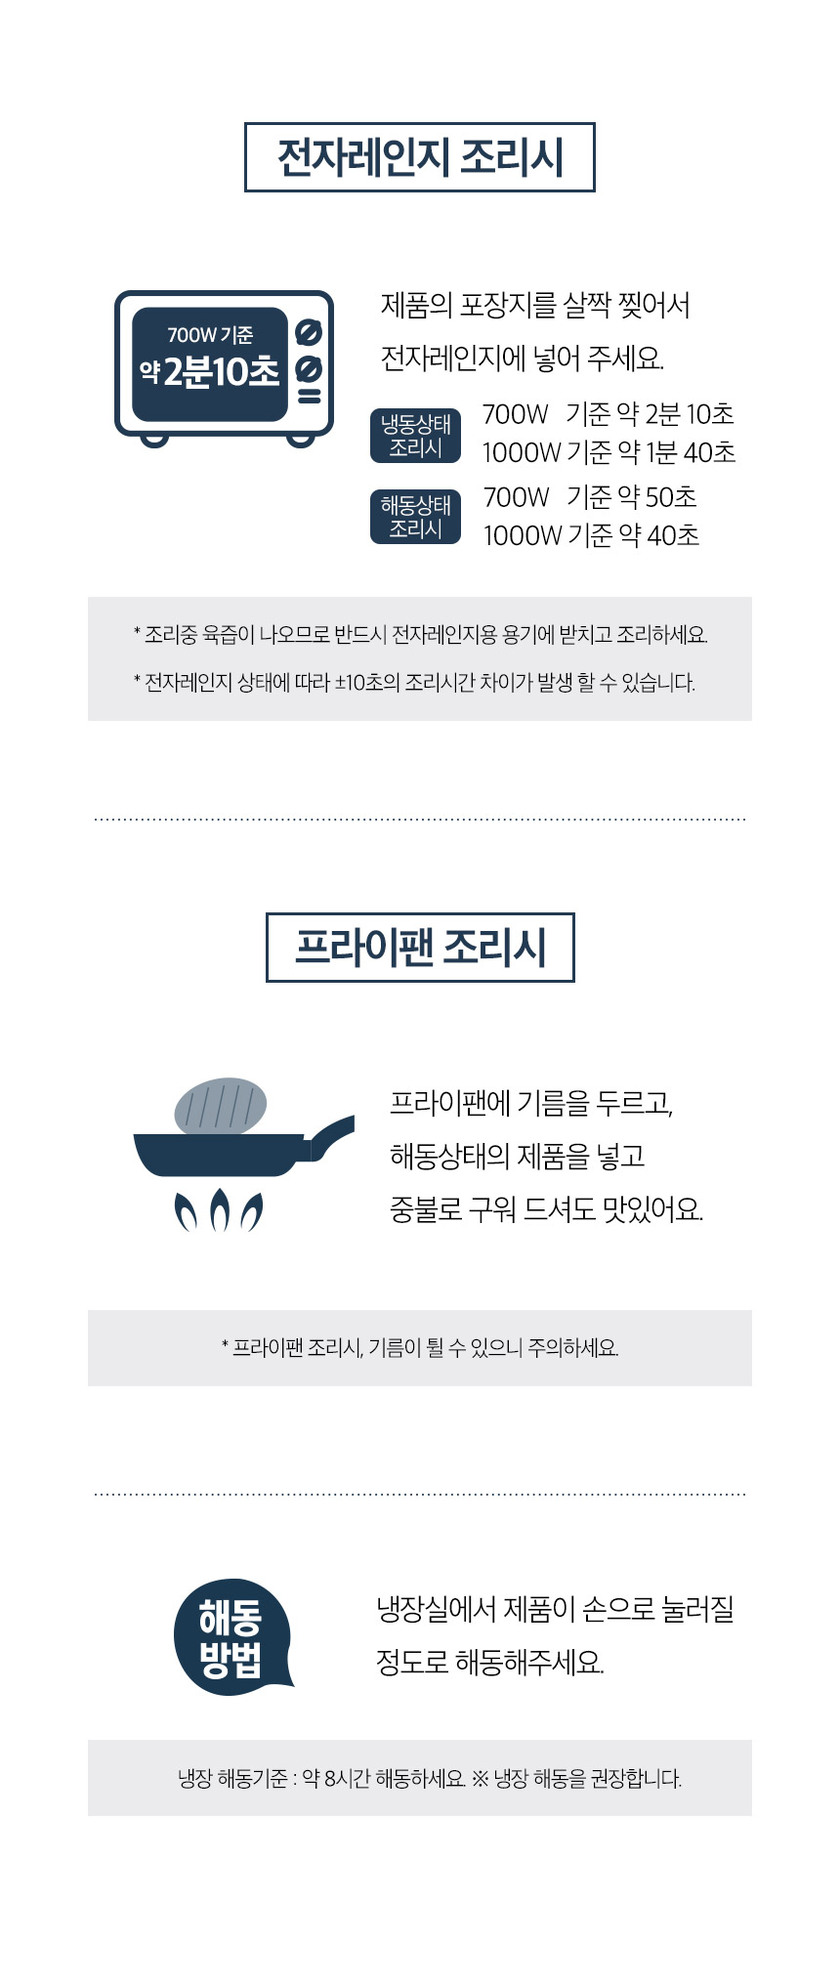 전자레인지 조리시
700W 기준
약 2분10초
제품의 포장지를 살짝 찢어서
전자레인지에 넣어 주세요.
냉동상태
조리시
700W 기준 약 2분 10초
1000W 기준 약 1분 40초
해동상태
조리시
700W 기준 약 50초
1000W 기준 약 40초
* 조리중 육즙이 나오므로 반드시 전자레인지용 용기에 받치고 조리하세요.
* 전자레인지 상태에 따라 ±10초의 조리시간 차이가 발생 할 수 있습니다.
프라이팬 조리시
프라이팬에 기름을 두르고,
해동상태의 제품을 넣고
중불로 구워 드셔도 맛있어요.
* 프라이팬 조리시, 기름이 튈 수 있으니 주의하세요.
해동
방법
냉장실에서 제품이 손으로 눌러질
정도로 해동해주세요.
냉장 해동기준 : 약 8시간 해동하세요. ※ 냉장 해동을 권장합니다.